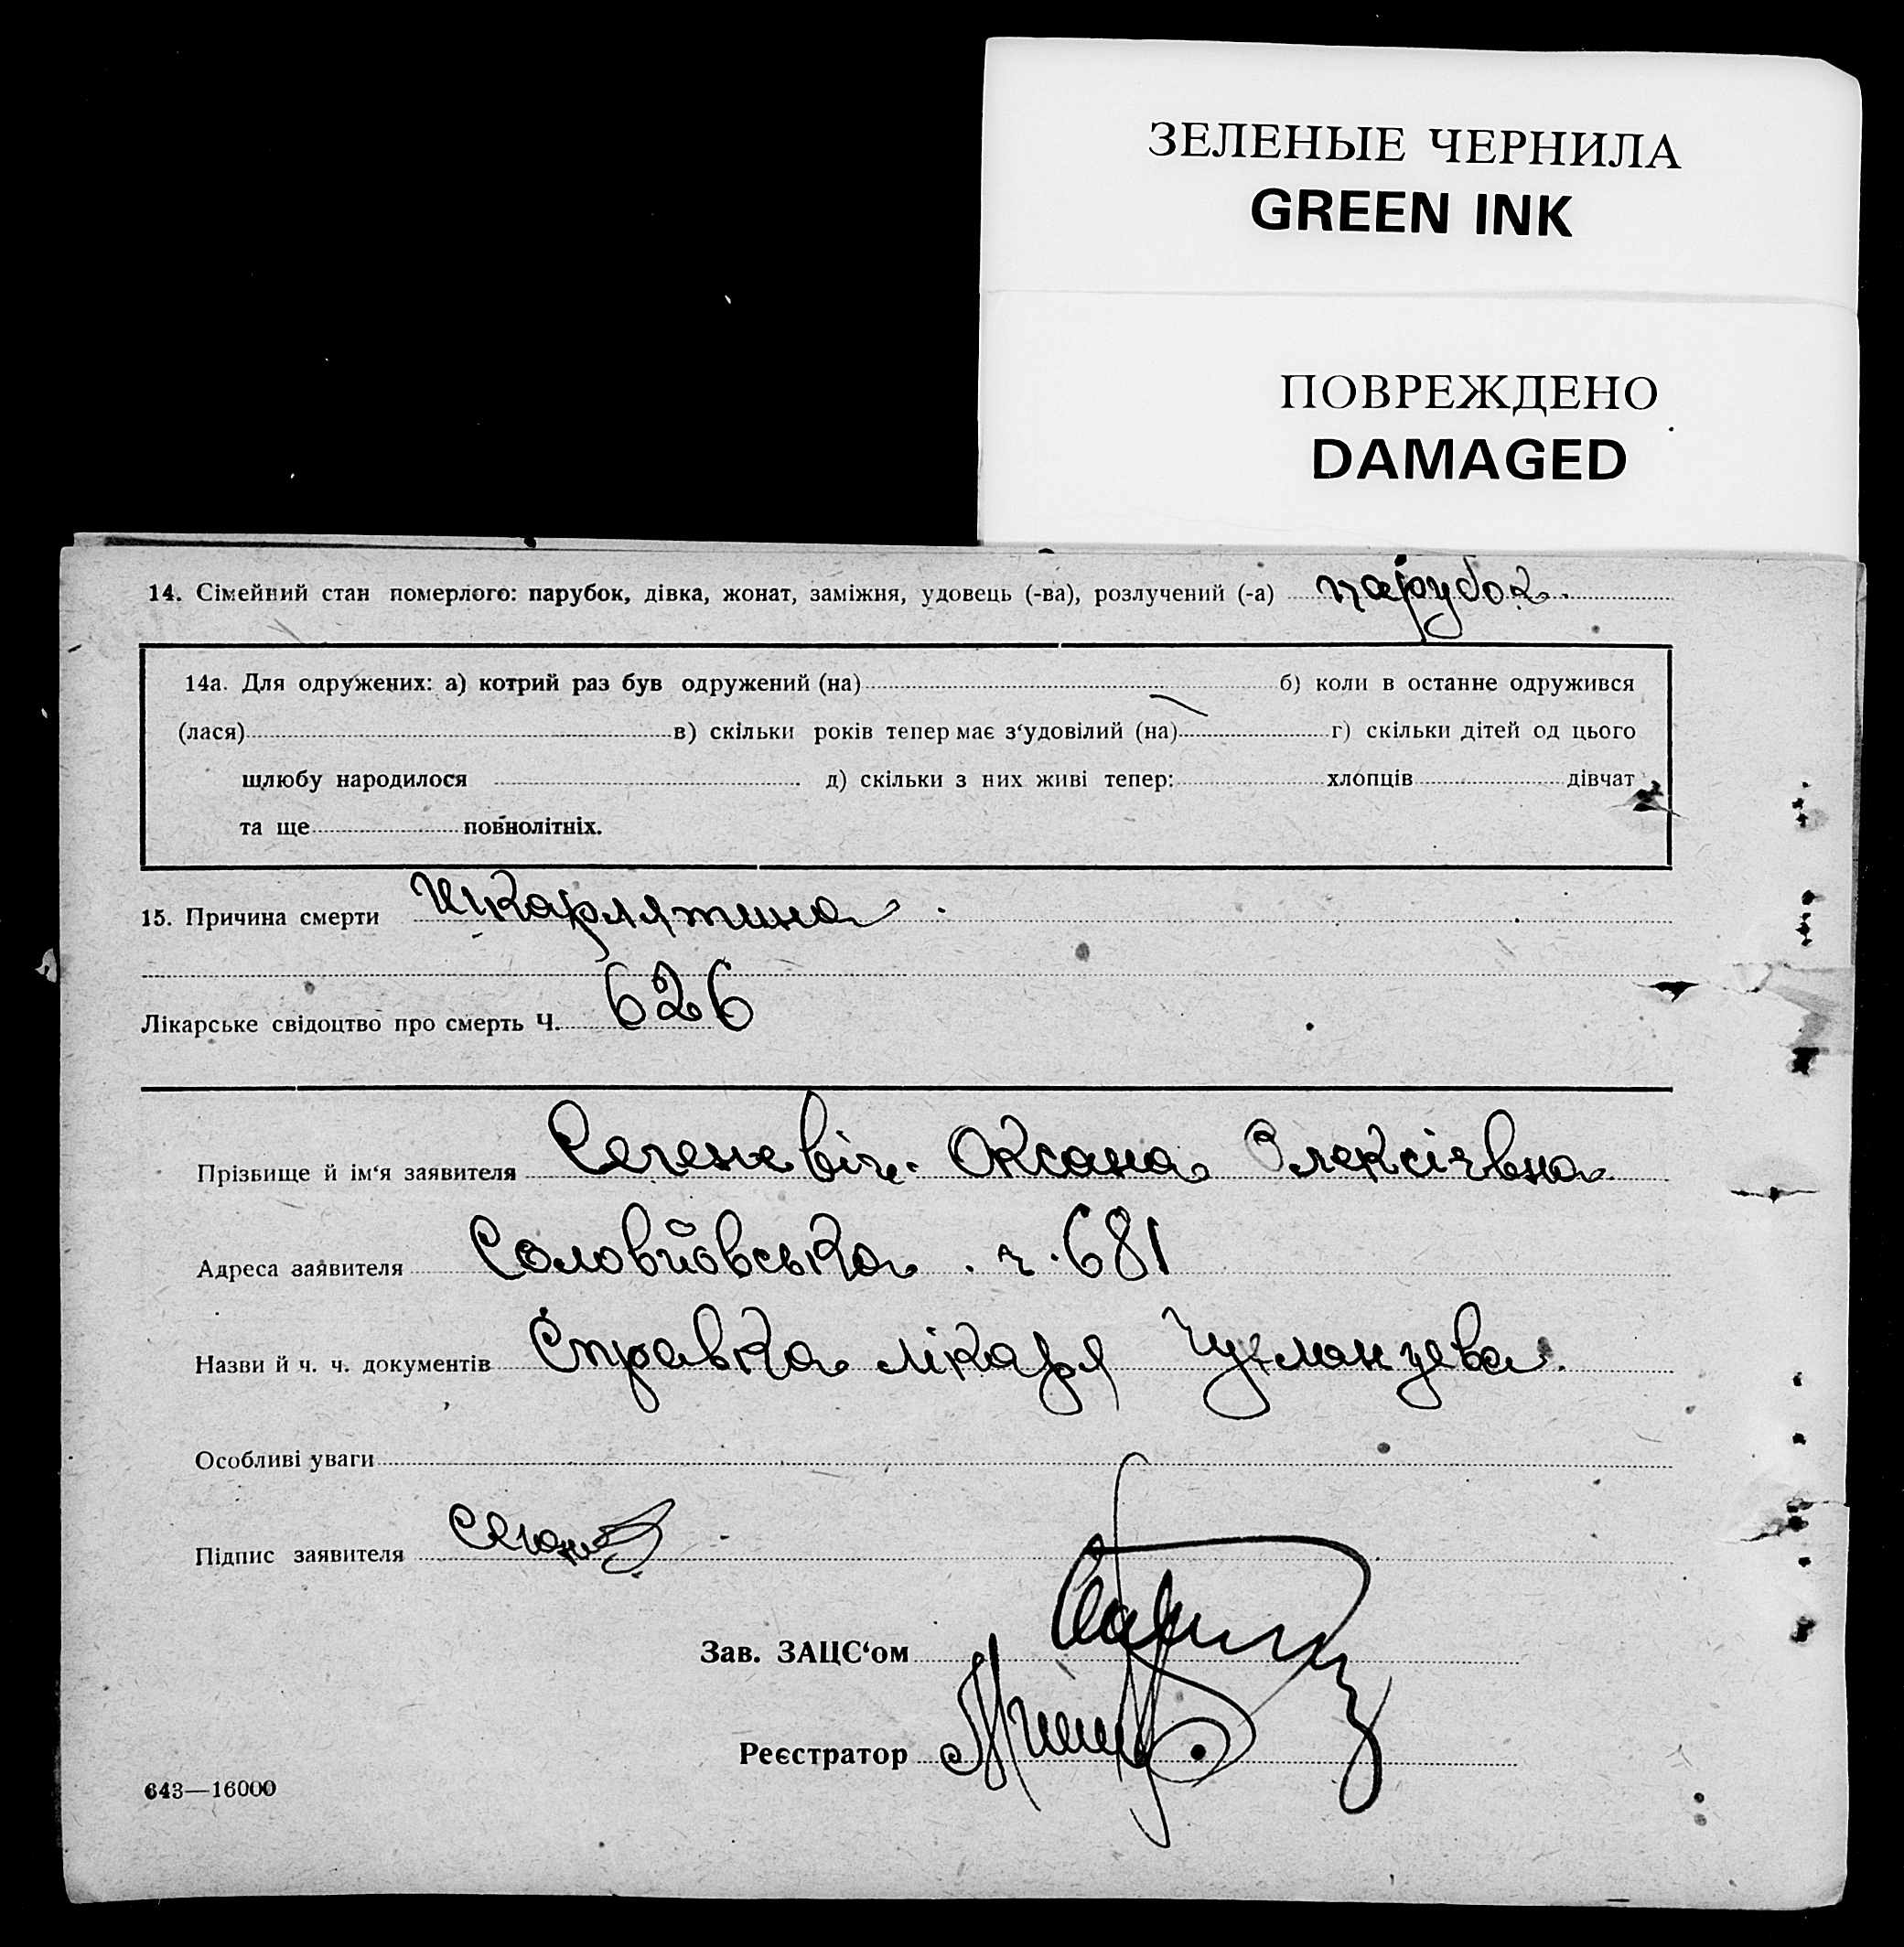 ЗЕЛЕНЫЕ ЧЕРНИЛА
GREEN INK
ПОВРЕЖДЕНО
DAMAGED
14. Сімейний стан померлого: парубок, дівка, жонат, заміжня, удовець (-ва), розлучений (-а) парубок.
14а. Для одружених: а) котрий раз був одружений (на) б) коли в останнє одружився
(лася) в) скільки років тепер має з‘удовілий (на) г) скільки дітей од цього
шлюбу народилося д) скільки з них живі тепер: хлопців дівчат
та ще повнолітніх.
15. Причина смерти шкарлятина.
Лікарське свідоцтво про смерть Ч. 626
Прізвище й ім‘я заявителя Оксана Олексієвна
Адреса заявителя Соловйовська ч. 681
Назви й ч. ч. документів Справка лікаря
Особливі уваги
Підпис заявителя
Зав. ЗАЦС‘ом
Реєстратор
643—16000